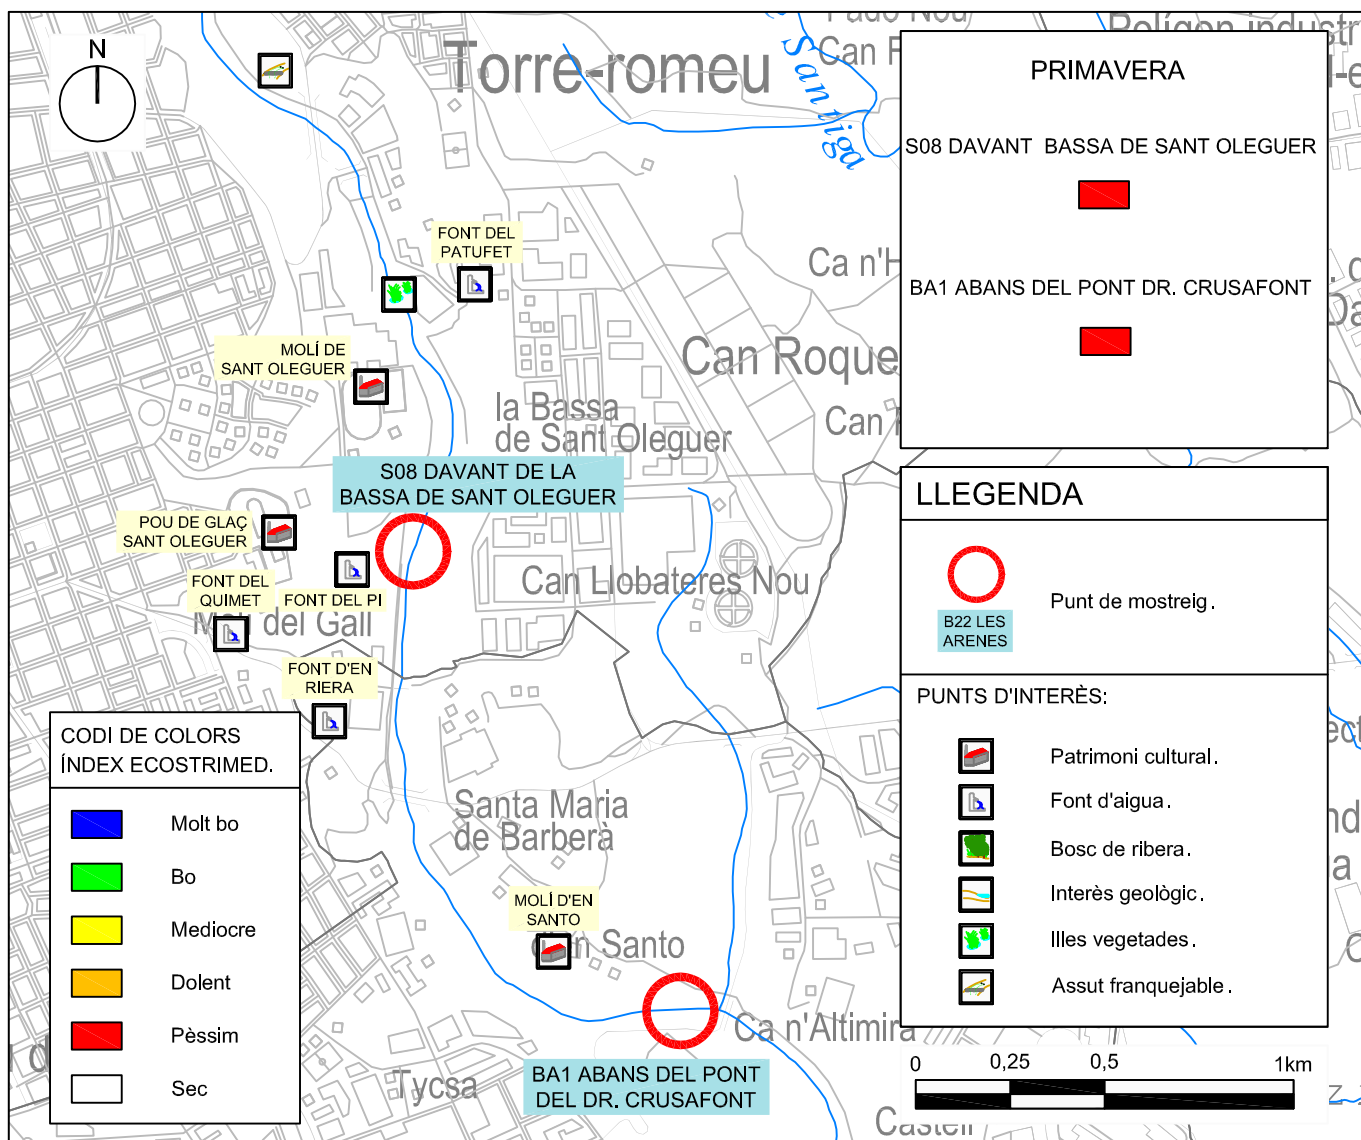 N
Torre-romeu
Santiga
Pado Nou
Can
PRIMAVERA
S08 DAVANT BASSA DE SANT OLEGUER
BA1 ABANS DEL PONT DR. CRUSAFONT
FONT DEL
PATUFET
MOLÍ DE
SANT OLEGUER
Can Roque
Can
la Bassa
de Sant Oleguer
S08 DAVANT DE LA
BASSA DE SANT OLEGUER
POU DE GLAÇ
SANT OLEGUER
FONT DEL
QUIMET
FONT DEL PI
Molí del Gall
Can Llobateres Nou
FONT D'EN
RIERA
LLEGENDA
B22 LES
ARENES
Punt de mostreig.
PUNTS D'INTERÈS:
Patrimoni cultural.
Font d'aigua.
Bosc de ribera.
Interès geològic.
Illes vegetades.
Assut franquejable.
CODI DE COLORS
ÍNDEX ECOSTRIMED.
Molt bo
Bo
Mediocre
Dolent
Pèssim
Sec
Santa Maria
de Barberà
MOLÍ D'EN
SANTO
Can Santo
Ca n'Altimira
BA1 ABANS DEL PONT
DEL DR. CRUSAFONT
Tycsa
Castell
0 0,25 0,5 1km